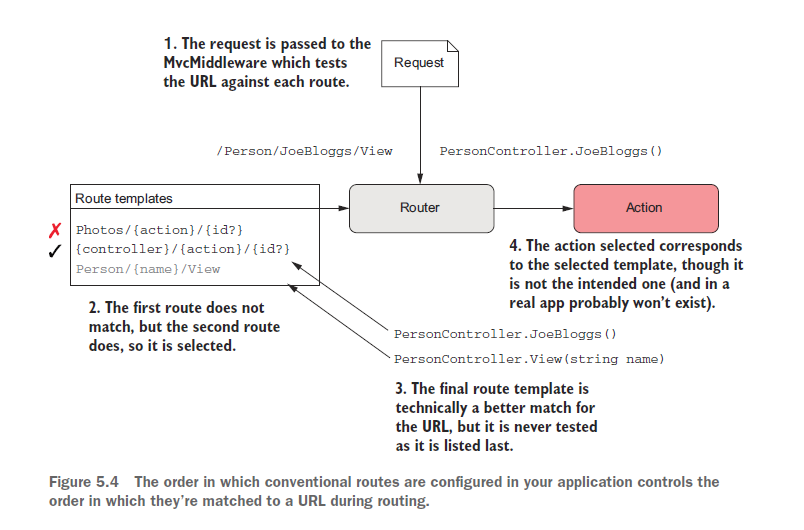 1. The request is passed to the
MvcMiddleware which tests
the URL against each route.
Request
/Person/JoeBloggs/View
PersonController.JoeBloggs()
Route templates
✗ Photos/{action}/{id?}
✓ {controller}/{action}/{id?}
Person/{name}/View
Router
Action
4. The action selected corresponds
to the selected template, though it
is not the intended one (and in a
real app probably won't exist).
2. The first route does not
match, but the second route
does, so it is selected.
PersonController.JoeBloggs()
PersonController.View(string name)
3. The final route template is
technically a better match for
the URL, but it is never tested
as it is listed last.
Figure 5.4 The order in which conventional routes are configured in your application controls the
order in which they're matched to a URL during routing.